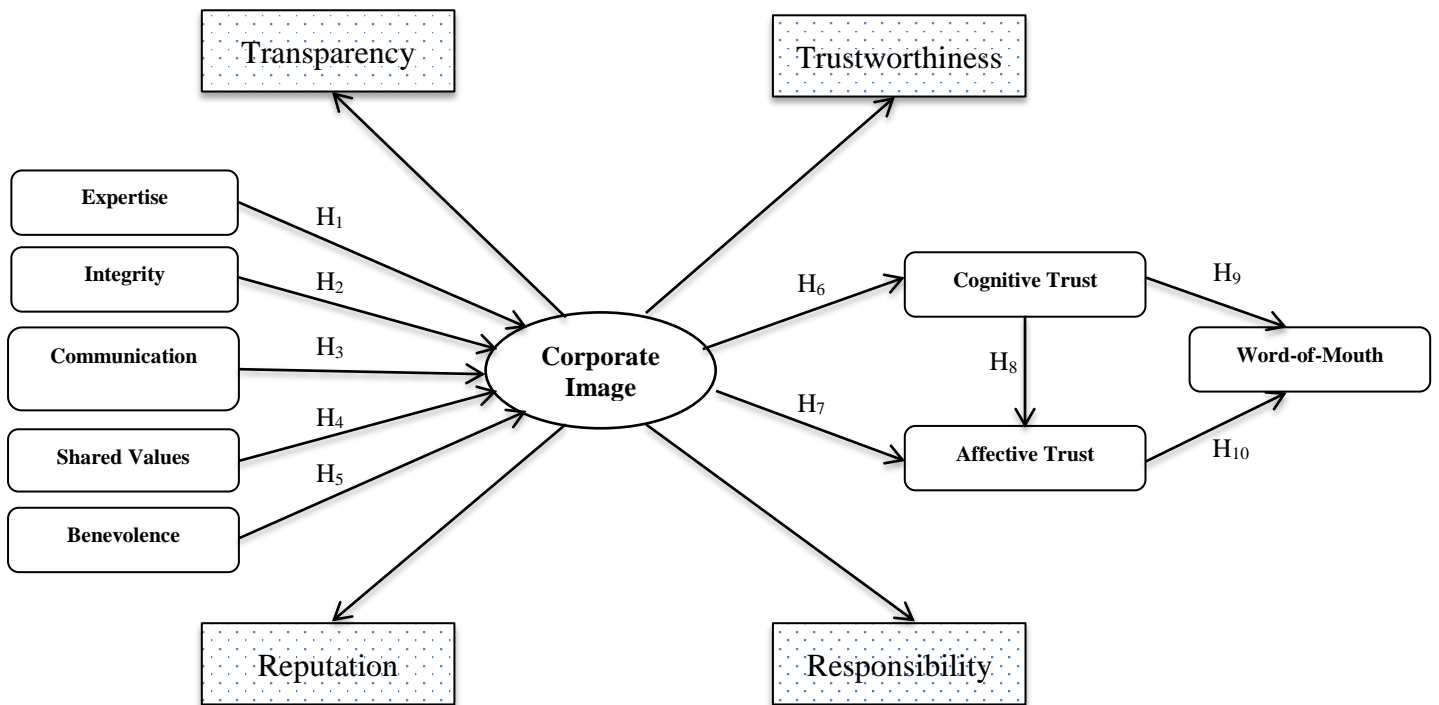 Transparency
Trustworthiness
Expertise
H₁
Integrity
H₂
Communication
H₃
Shared Values
H₄
Benevolence
H₅
Corporate
Image
H₆
H₇
Cognitive Trust
H₈
Affective Trust
H₉
H₁₀
Word-of-Mouth
Reputation
Responsibility